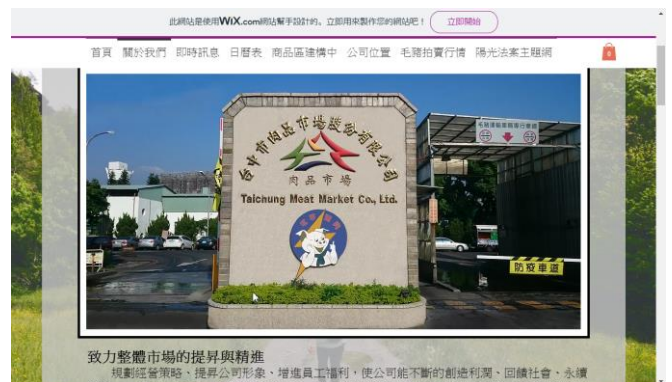 此網站是使用WiX.com網站幫手設計的。立即用來製作您的網站吧！ 立即開始
首頁 關於我們 即時訊息 日曆表 商品區建構中 公司位置 毛豬拍賣行情 陽光法案主題網
台中市肉品市場股份有限公司
肉品市場
Taichung Meat Market Co., Ltd.
防疫車道
致力整體市場的提昇與精進
規劃經營策略、提昇公司形象、增進員工福利，使公司能不斷的創造利潤、回饋社會、永續